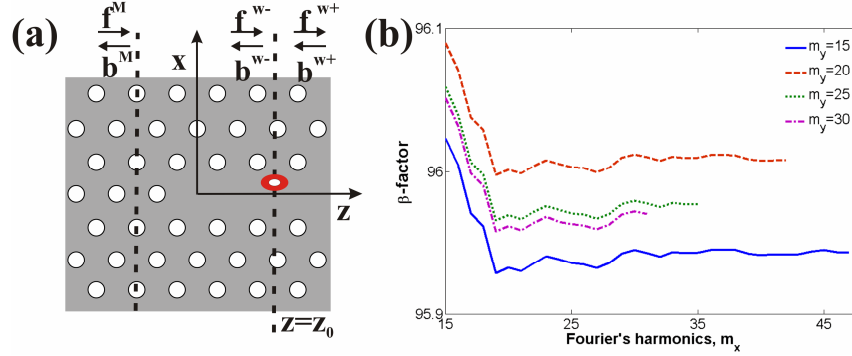 (a)
f^M f^w- f^w+
b^M b^w- b^w+
x
z
z=z_0
(b)
96.1
96
95.9
β-factor
15 25 35 45
Fourier's harmonics, m_x
m_y=15
m_y=20
m_y=25
m_y=30